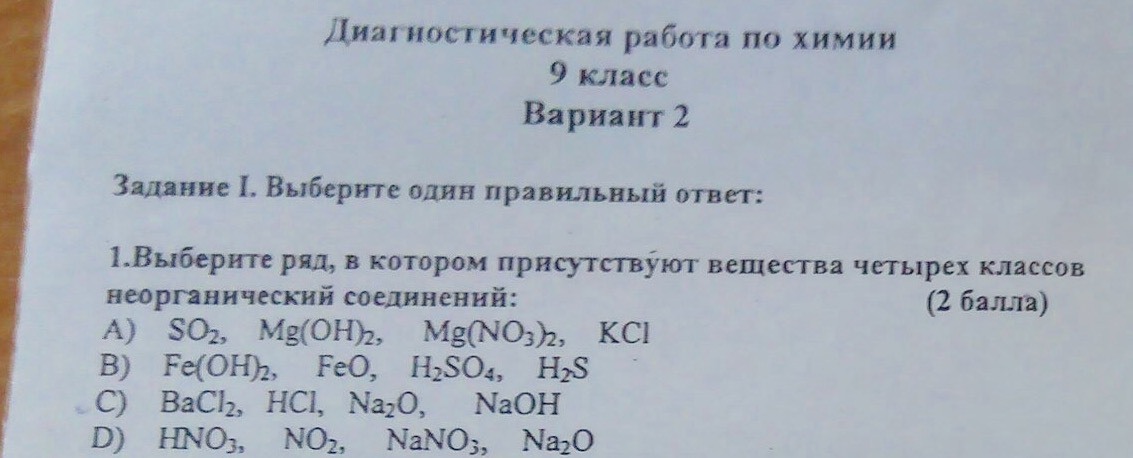 Диагностическая работа по химии
9 класс
Вариант 2
Задание I. Выберите один правильный ответ:
1.Выберите ряд, в котором присутствуют вещества четырех классов
неорганический соединений: (2 балла)
A) SO₂, Mg(OH)₂, Mg(NO₃)₂, KCl
B) Fe(OH)₂, FeO, H₂SO₄, H₂S
C) BaCl₂, HCl, Na₂O, NaOH
D) HNO₃, NO₂, NaNO₃, Na₂O